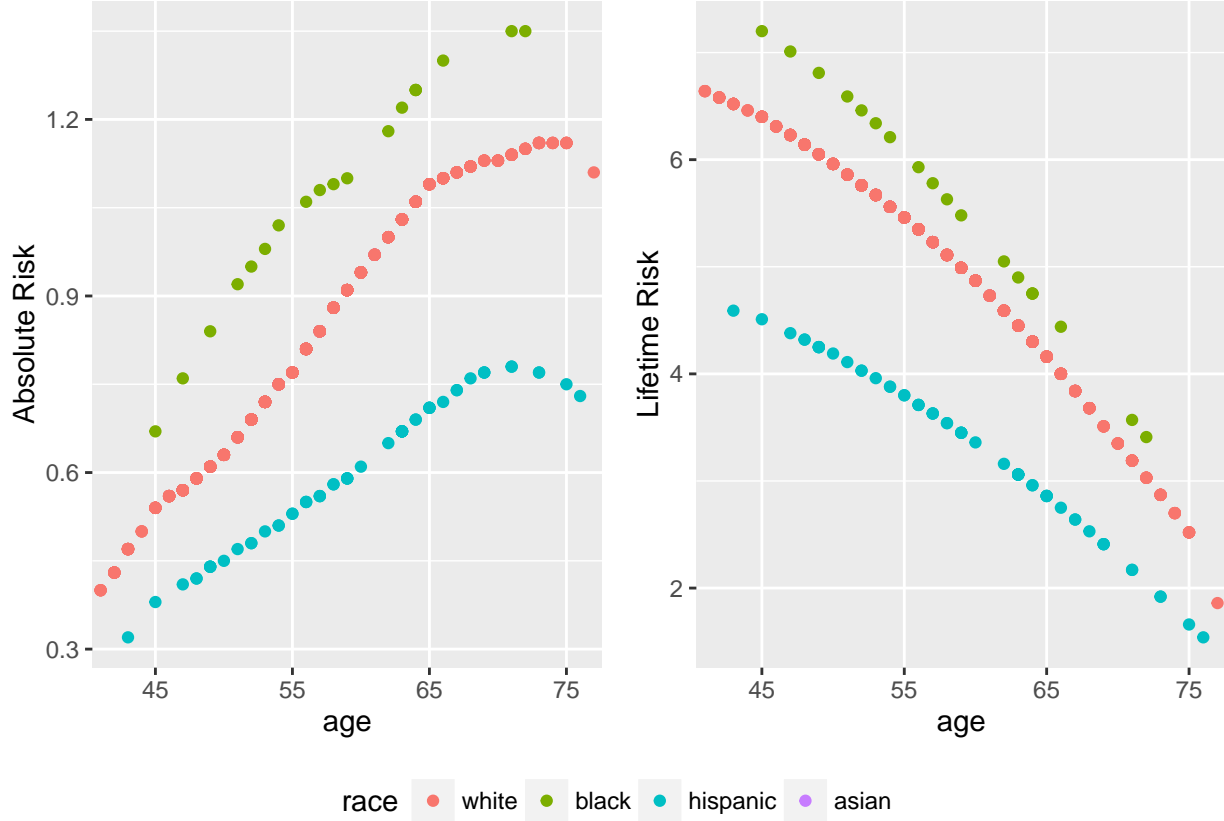 Absolute Risk
1.2
0.9
0.6
0.3
45 55 65 75
age
Lifetime Risk
6
4
2
45 55 65 75
age
race white black hispanic asian